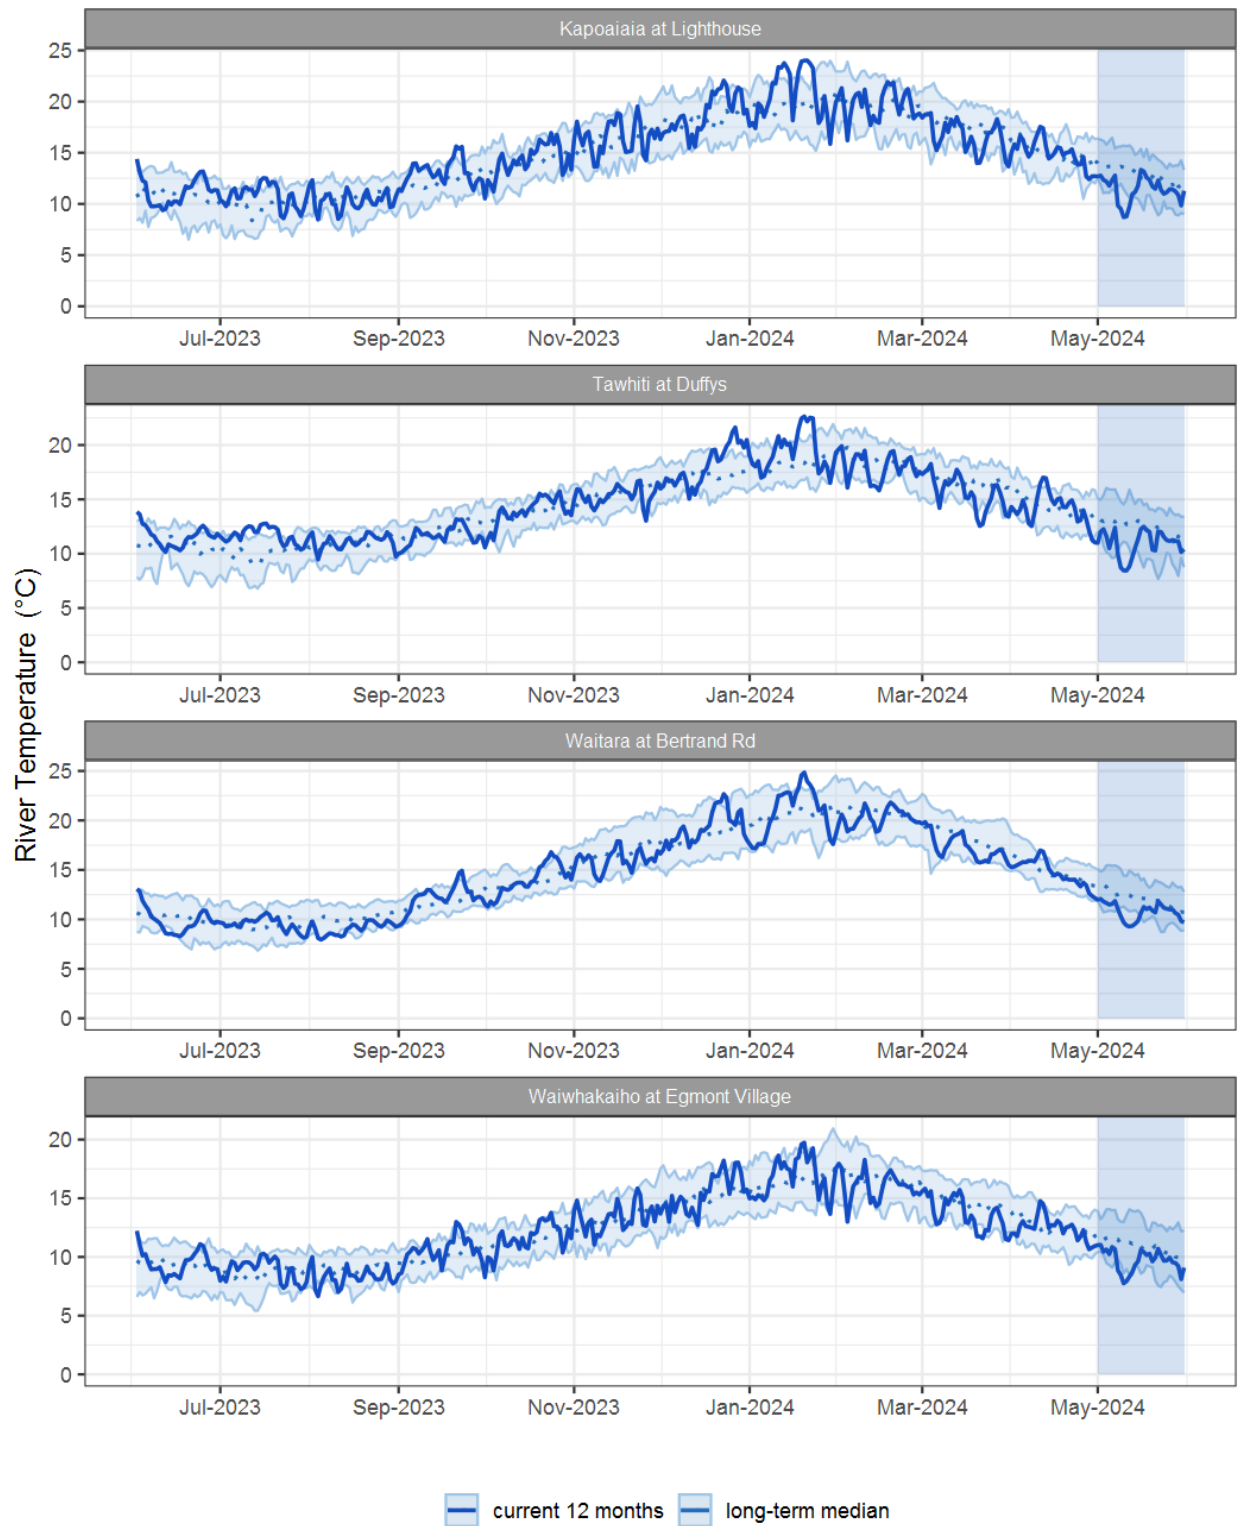 Kapoaiaia at Lighthouse
25
20
15
10
5
0
Jul-2023 Sep-2023 Nov-2023 Jan-2024 Mar-2024 May-2024
Tawhiti at Duffys
20
15
10
5
0
Jul-2023 Sep-2023 Nov-2023 Jan-2024 Mar-2024 May-2024
River Temperature (°C)
Waitara at Bertrand Rd
25
20
15
10
5
0
Jul-2023 Sep-2023 Nov-2023 Jan-2024 Mar-2024 May-2024
Waiwhakaiho at Egmont Village
20
15
10
5
0
Jul-2023 Sep-2023 Nov-2023 Jan-2024 Mar-2024 May-2024
current 12 months long-term median